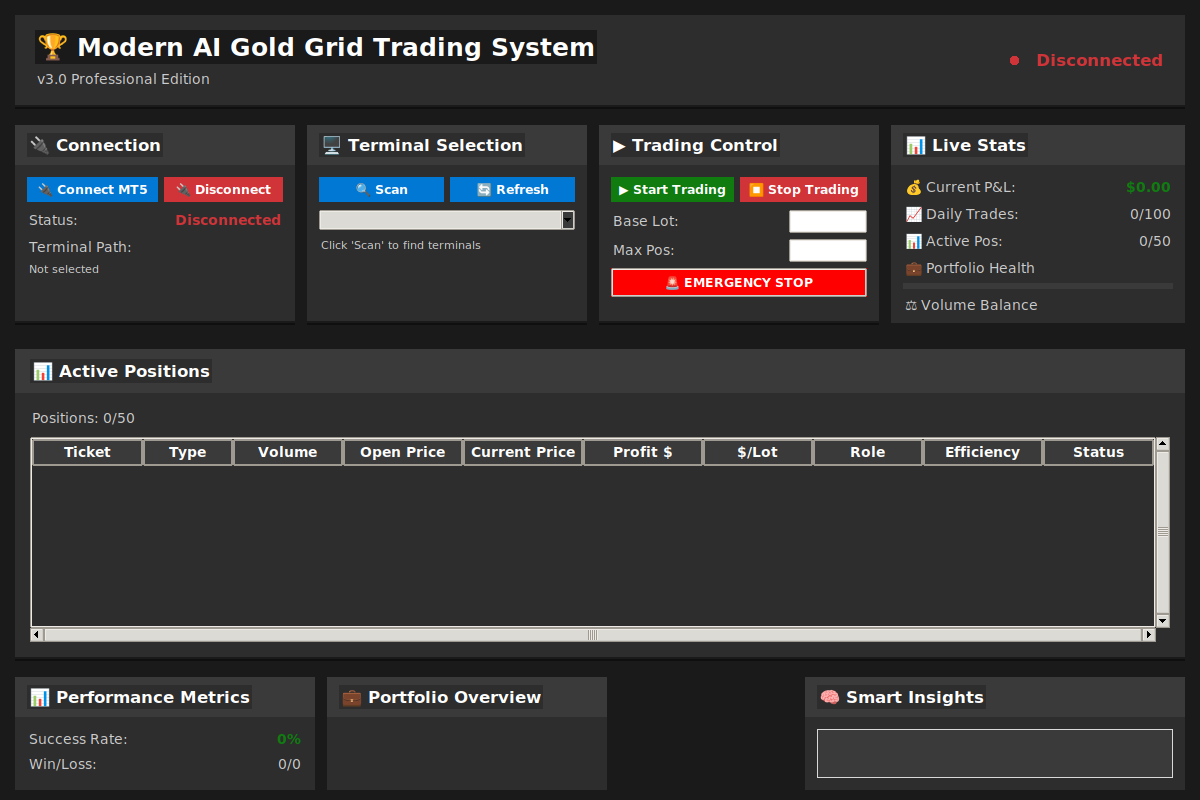 🏆 Modern AI Gold Grid Trading System
v3.0 Professional Edition
● Disconnected
🔌 Connection
🔌 Connect MT5
🔌 Disconnect
Status: Disconnected
Terminal Path:
Not selected
🖥️ Terminal Selection
🔍 Scan
🔄 Refresh
Click 'Scan' to find terminals
▶ Trading Control
▶ Start Trading
⏹ Stop Trading
Base Lot:
Max Pos:
🚨 EMERGENCY STOP
📊 Live Stats
💰 Current P&L: $0.00
📈 Daily Trades: 0/100
📊 Active Pos: 0/50
💼 Portfolio Health
⚖ Volume Balance
📊 Active Positions
Positions: 0/50
Ticket Type Volume Open Price Current Price Profit $ $/Lot Role Efficiency Status
📊 Performance Metrics
Success Rate: 0%
Win/Loss: 0/0
💼 Portfolio Overview
🧠 Smart Insights